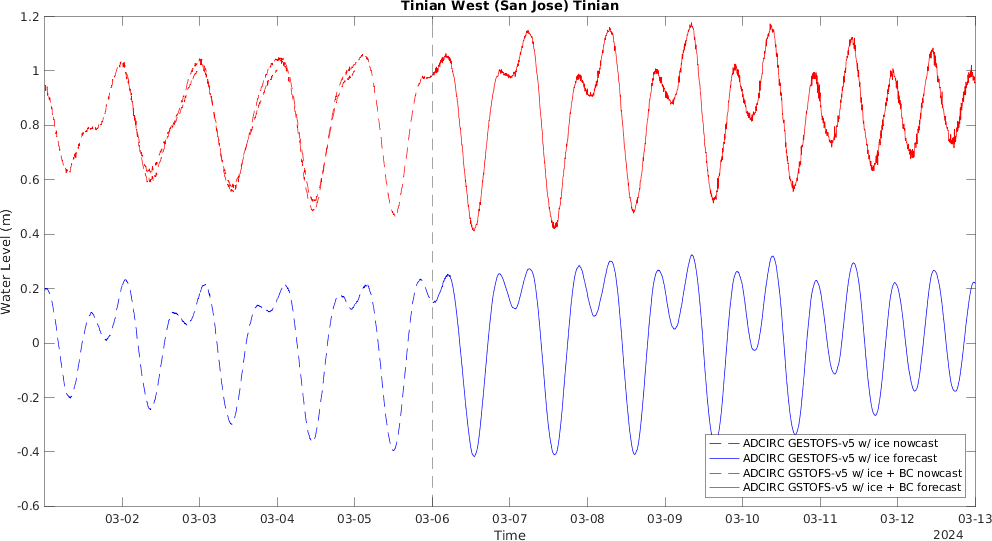 Tinian West (San Jose) Tinian
1.2
1
0.8
0.6
0.4
0.2
0
-0.2
-0.4
-0.6
Water Level (m)
ADCIRC GESTOFS-v5 w/ ice nowcast
ADCIRC GESTOFS-v5 w/ ice forecast
ADCIRC GSTOFS-v5 w/ ice + BC nowcast
ADCIRC GSTOFS-v5 w/ ice + BC forecast
03-02 03-03 03-04 03-05 03-06 03-07 03-08 03-09 03-10 03-11 03-12 03-13
Time
2024